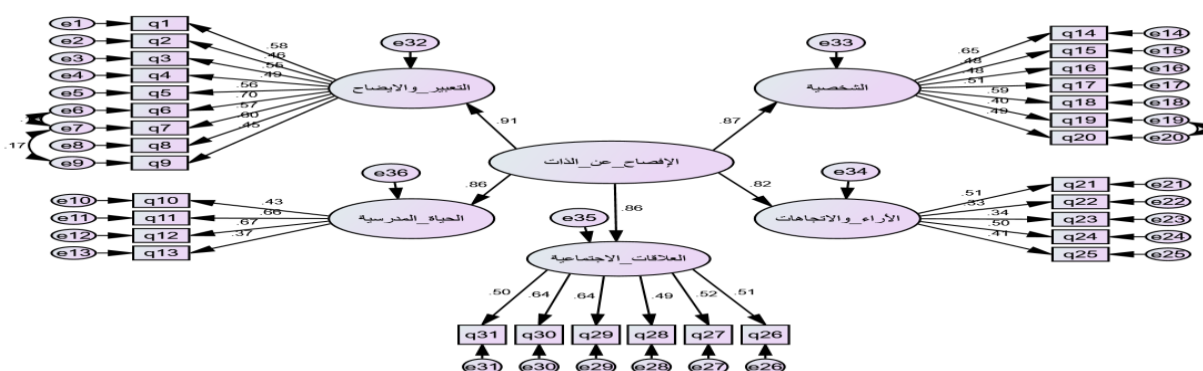 e1 q1
e2 q2
e3 q3
e4 q4
e5 q5
e6 q6
e7 q7
e8 q8
e9 q9
.58
.46
.55
.49
.56
.70
.57
.60
.45
.17
e32
التعبير_والايضاح
.91
e33
الشخصية
.87
.65
.48
.48
.51
.59
.40
.49
q14 e14
q15 e15
q16 e16
q17 e17
q18 e18
q19 e19
q20 e20
الإفصاح_عن_الذات
e10 q10
e11 q11
e12 q12
e13 q13
.43
.66
.67
.37
e36
الحياة_المدرسية
.86
e34
الأراء_والاتجاهات
.82
.51
.33
.34
.50
.41
q21 e21
q22 e22
q23 e23
q24 e24
q25 e25
.86
e35
العلاقات_الاجتماعية
.50 .64 .64 .49 .52 .51
q31 q30 q29 q28 q27 q26
e31 e30 e29 e28 e27 e26